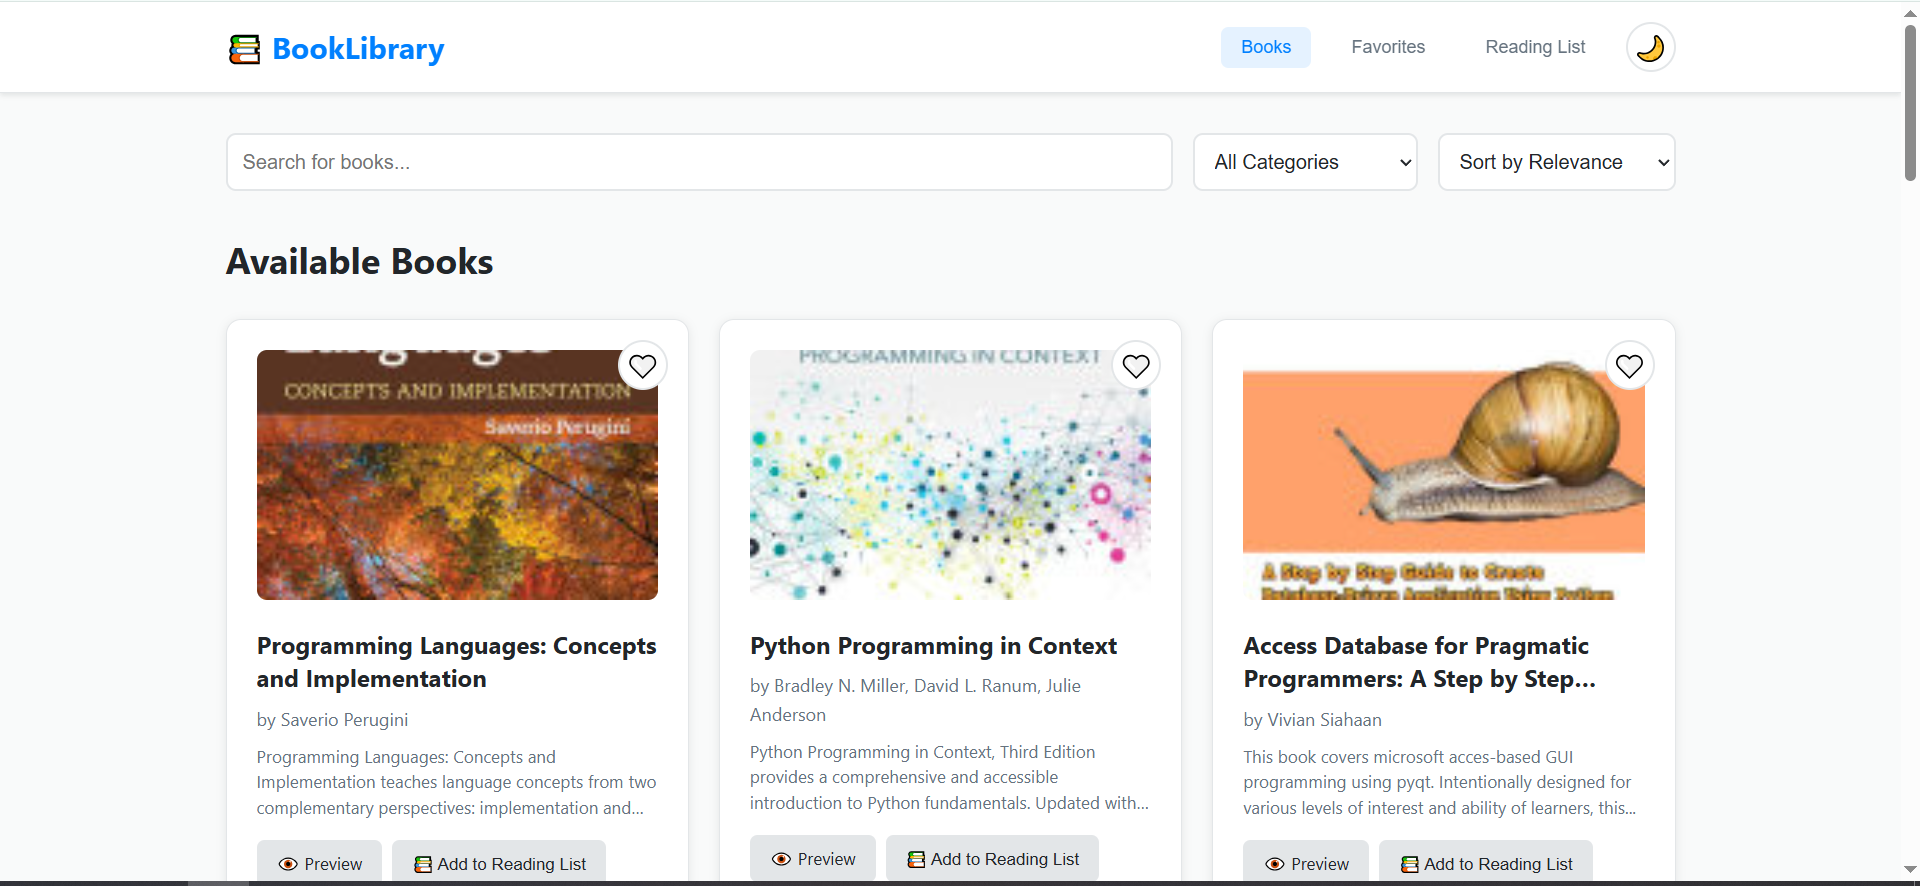 BookLibrary
Books
Favorites
Reading List
Search for books...
All Categories
Sort by Relevance
Available Books
Languages
CONCEPTS AND IMPLEMENTATION
Saverio Perugini
PROGRAMMING IN CONTEXT
A Step by Step Guide to Create
Database-Driven Application Using Python
Programming Languages: Concepts
and Implementation
by Saverio Perugini
Programming Languages: Concepts and
Implementation teaches language concepts from two
complementary perspectives: implementation and...
Preview
Add to Reading List
Python Programming in Context
by Bradley N. Miller, David L. Ranum, Julie
Anderson
Python Programming in Context, Third Edition
provides a comprehensive and accessible
introduction to Python fundamentals. Updated with...
Preview
Add to Reading List
Access Database for Pragmatic
Programmers: A Step by Step...
by Vivian Siahaan
This book covers microsoft acces-based GUI
programming using pyqt. Intentionally designed for
various levels of interest and ability of learners, this...
Preview
Add to Reading List